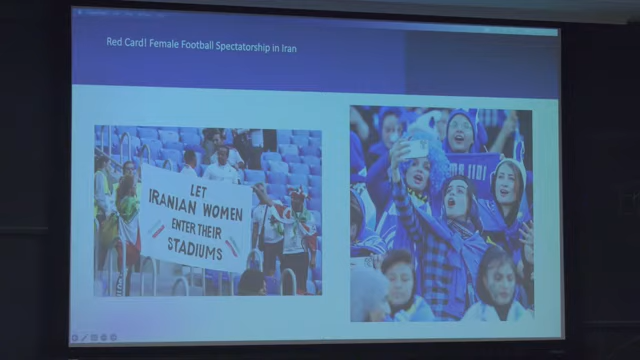 Red Card! Female Football Spectatorship in Iran
LET
IRANIAN WOMEN
ENTER THEIR
STADIUMS